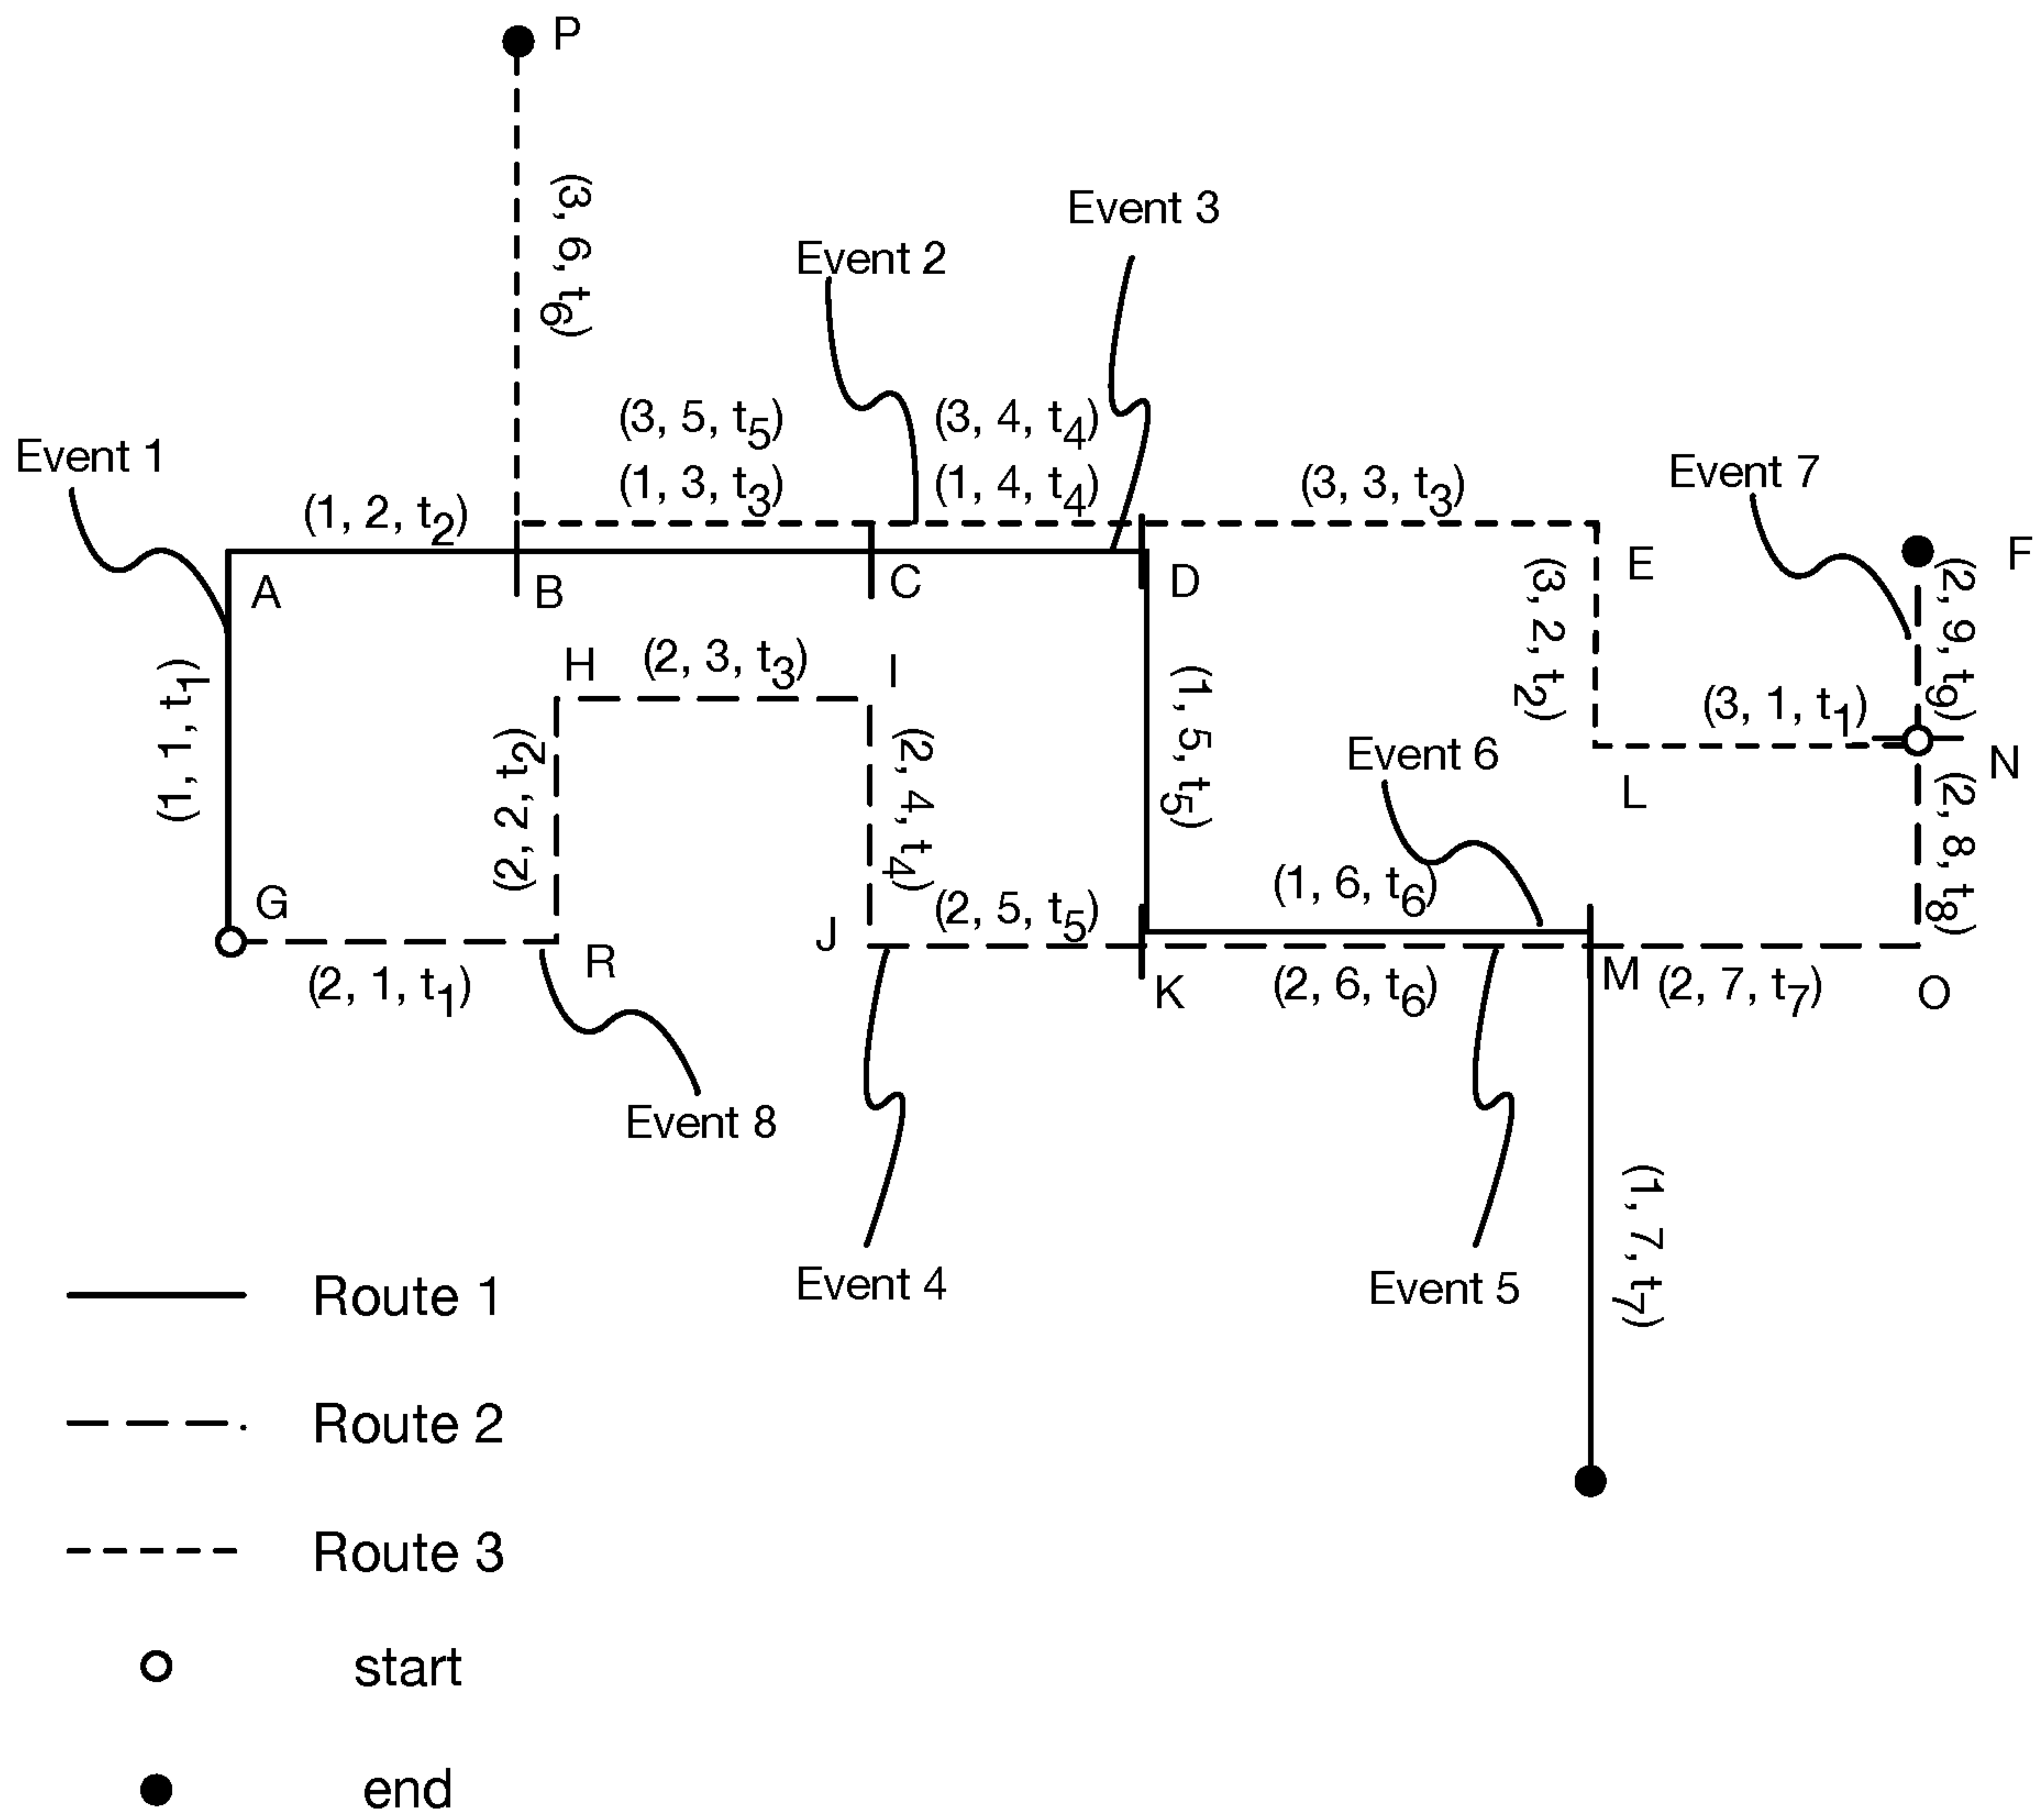 P
(3, 6, t6)
Event 3
Event 2
(3, 5, t5)
(3, 4, t4)
Event 1
(1, 3, t3)
(1, 4, t4)
(3, 3, t3)
Event 7
(1, 2, t2)
A
B
C
D
E
F
(3, 2, t2)
(2, 9, t9)
H
(2, 3, t3)
I
(1, 1, t1)
(2, 2, t2)
(2, 4, t4)
(1, 5, t5)
(3, 1, t1)
Event 6
L
N
(2, 8, t8)
G
(2, 5, t5)
(1, 6, t6)
J
R
(2, 1, t1)
K
(2, 6, t6)
M
(2, 7, t7)
O
Event 8
(1, 7, t7)
Event 4
Event 5
Route 1
Route 2
Route 3
start
end